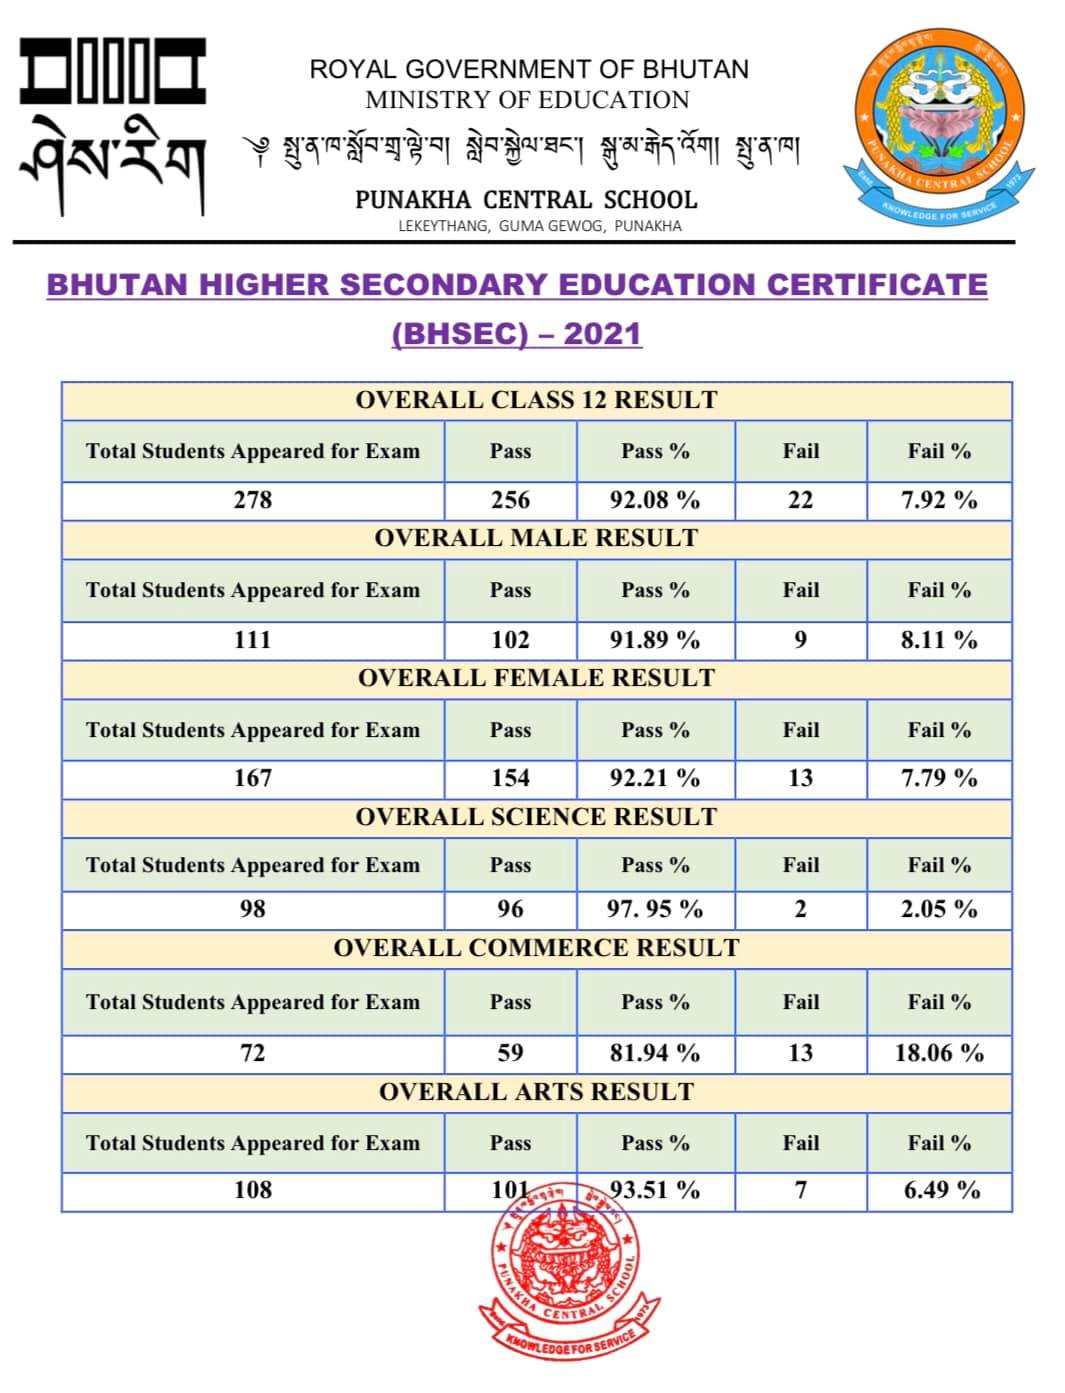 ཤེས་རིག
ROYAL GOVERNMENT OF BHUTAN
MINISTRY OF EDUCATION
༄ སྤུ་ན་ཁ་སློབ་གྲྭ་ལྟེ་བ། སླེབ་སྐྱེལ་ཐང་། སྒྷུ་མ་རྒེད་འོག། སྤུ་ན་ཁ།
PUNAKHA CENTRAL SCHOOL
LEKEYTHANG, GUMA GEWOG, PUNAKHA
PUNAKHA CENTRAL SCHOOL
Estd. 1973
KNOWLEDGE FOR SERVICE
BHUTAN HIGHER SECONDARY EDUCATION CERTIFICATE
(BHSEC) – 2021
OVERALL CLASS 12 RESULT
Total Students Appeared for Exam Pass Pass % Fail Fail %
278 256 92.08 % 22 7.92 %
OVERALL MALE RESULT
Total Students Appeared for Exam Pass Pass % Fail Fail %
111 102 91.89 % 9 8.11 %
OVERALL FEMALE RESULT
Total Students Appeared for Exam Pass Pass % Fail Fail %
167 154 92.21 % 13 7.79 %
OVERALL SCIENCE RESULT
Total Students Appeared for Exam Pass Pass % Fail Fail %
98 96 97. 95 % 2 2.05 %
OVERALL COMMERCE RESULT
Total Students Appeared for Exam Pass Pass % Fail Fail %
72 59 81.94 % 13 18.06 %
OVERALL ARTS RESULT
Total Students Appeared for Exam Pass Pass % Fail Fail %
108 101 93.51 % 7 6.49 %
PUNAKHA CENTRAL SCHOOL
Estd. 1973
KNOWLEDGE FOR SERVICE